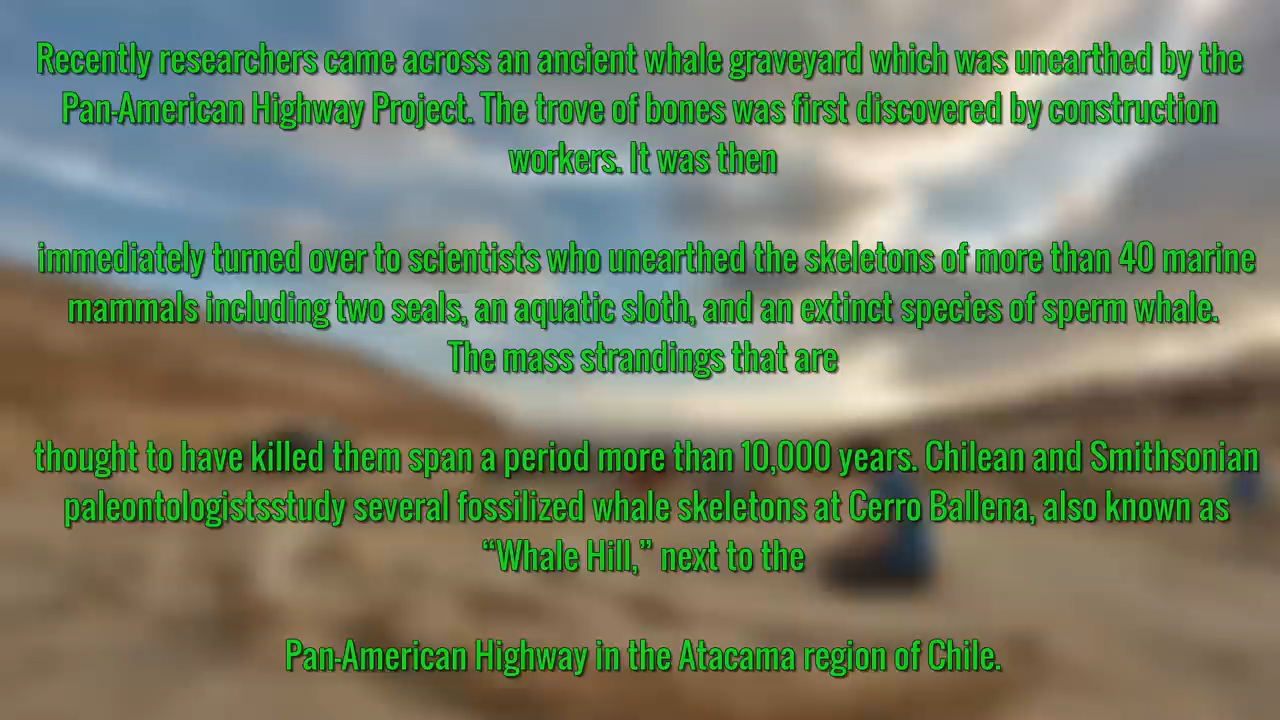 Recently researchers came across an ancient whale graveyard which was unearthed by the
Pan-American Highway Project. The trove of bones was first discovered by construction
workers. It was then
immediately turned over to scientists who unearthed the skeletons of more than 40 marine
mammals including two seals, an aquatic sloth, and an extinct species of sperm whale.
The mass strandings that are
thought to have killed them span a period more than 10,000 years. Chilean and Smithsonian
paleontologistsstudy several fossilized whale skeletons at Cerro Ballena, also known as
“Whale Hill,” next to the
Pan-American Highway in the Atacama region of Chile.